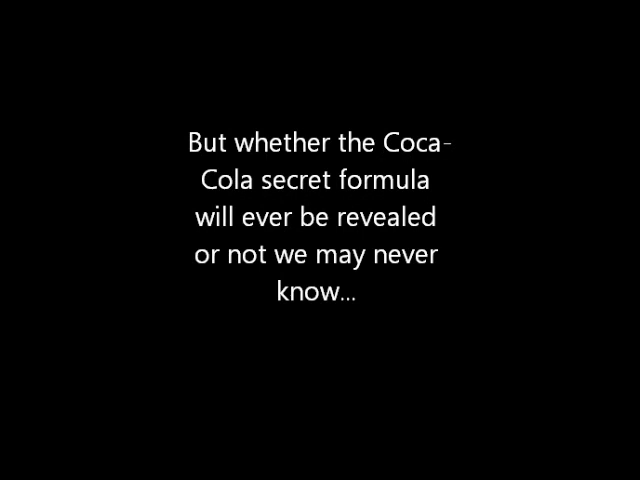 But whether the Coca-
Cola secret formula
will ever be revealed
or not we may never
know...